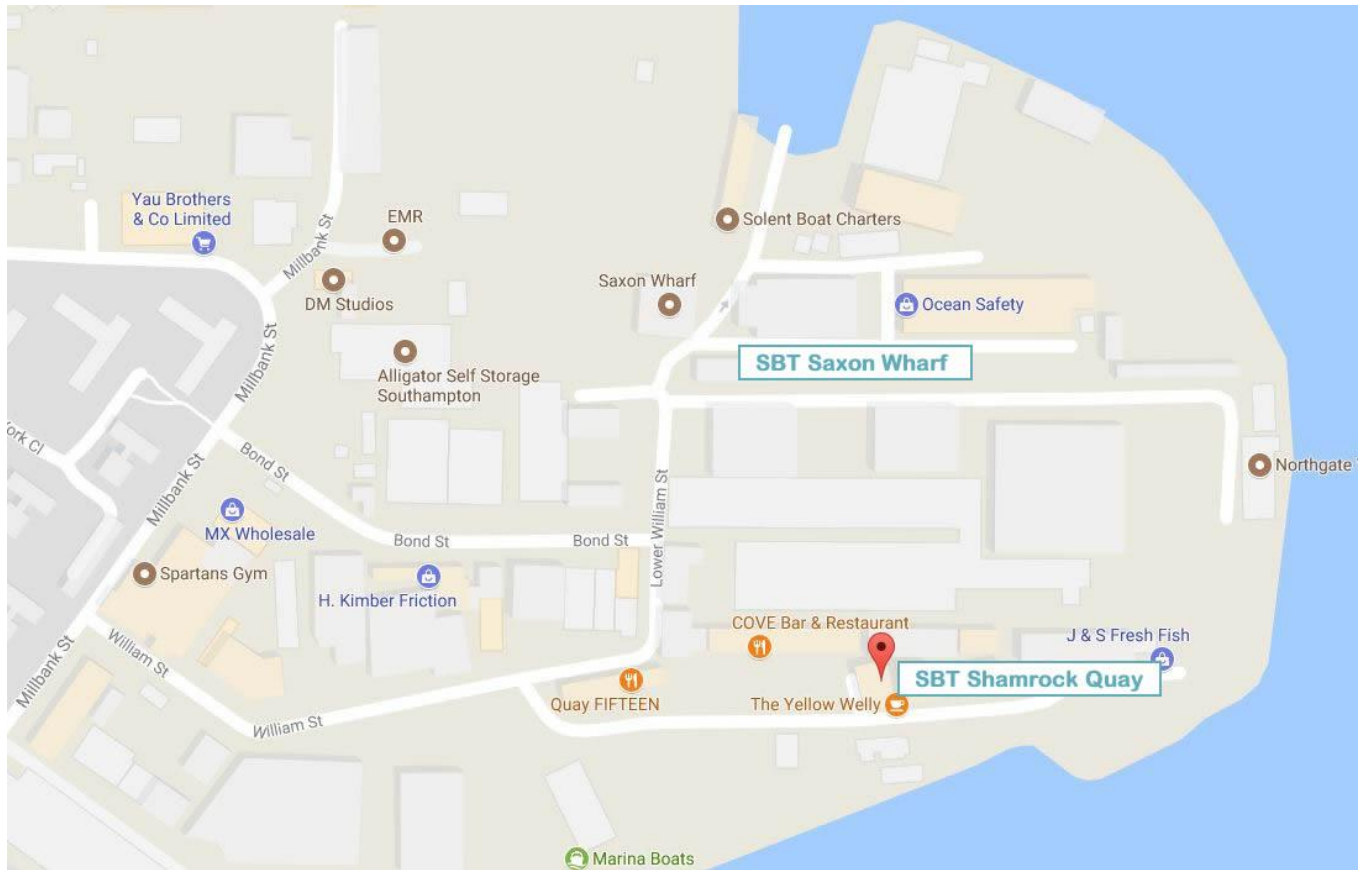 Yau Brothers
& Co Limited
Millbank St
EMR
DM Studios
Solent Boat Charters
Saxon Wharf
Ocean Safety
SBT Saxon Wharf
Millbank St
Alligator Self Storage
Southampton
York Cl
Bond St
Millbank St
MX Wholesale
Bond St
Bond St
Lower William St
Northgate
Spartans Gym
H. Kimber Friction
COVE Bar & Restaurant
J & S Fresh Fish
William St
Millbank St
SBT Shamrock Quay
Quay FIFTEEN
The Yellow Welly
William St
Marina Boats